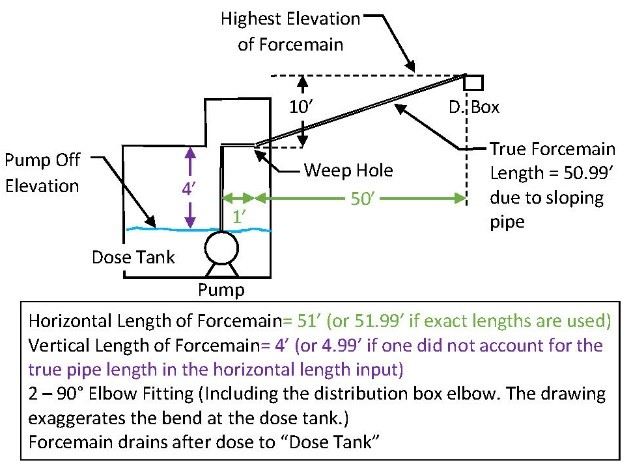 Highest Elevation
of Forcemain
10′
D. Box
Pump Off
Elevation
4′
Weep Hole
True Forcemain
Length = 50.99′
due to sloping
pipe
1′
50′
Dose Tank
Pump
Horizontal Length of Forcemain= 51′ (or 51.99′ if exact lengths are used)
Vertical Length of Forcemain= 4′ (or 4.99′ if one did not account for the
true pipe length in the horizontal length input)
2 – 90° Elbow Fitting (Including the distribution box elbow. The drawing
exaggerates the bend at the dose tank.)
Forcemain drains after dose to “Dose Tank”